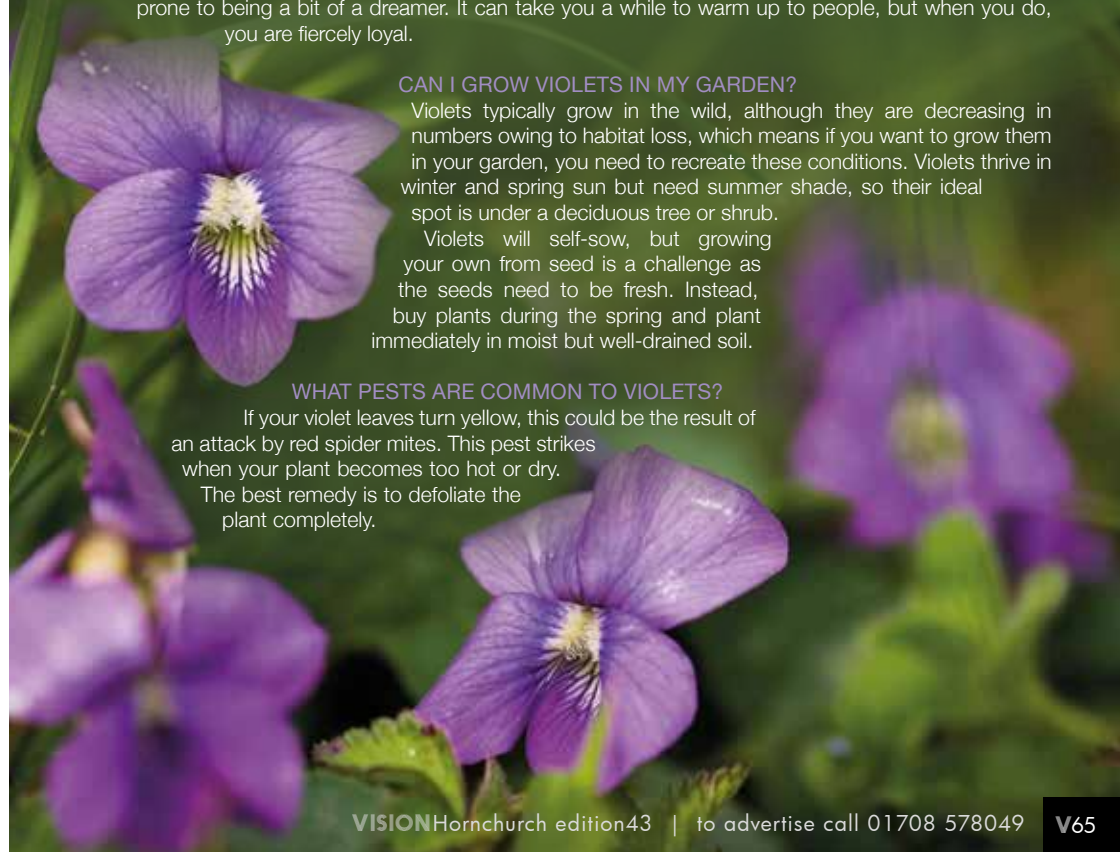 prone to being a bit of a dreamer. It can take you a while to warm up to people, but when you do,
you are fiercely loyal.
CAN I GROW VIOLETS IN MY GARDEN?
Violets typically grow in the wild, although they are decreasing in
numbers owing to habitat loss, which means if you want to grow them
in your garden, you need to recreate these conditions. Violets thrive in
winter and spring sun but need summer shade, so their ideal
spot is under a deciduous tree or shrub.
Violets will self-sow, but growing
your own from seed is a challenge as
the seeds need to be fresh. Instead,
buy plants during the spring and plant
immediately in moist but well-drained soil.
WHAT PESTS ARE COMMON TO VIOLETS?
If your violet leaves turn yellow, this could be the result of
an attack by red spider mites. This pest strikes
when your plant becomes too hot or dry.
The best remedy is to defoliate the
plant completely.
VISIONHornchurch edition43 | to advertise call 01708 578049 V65